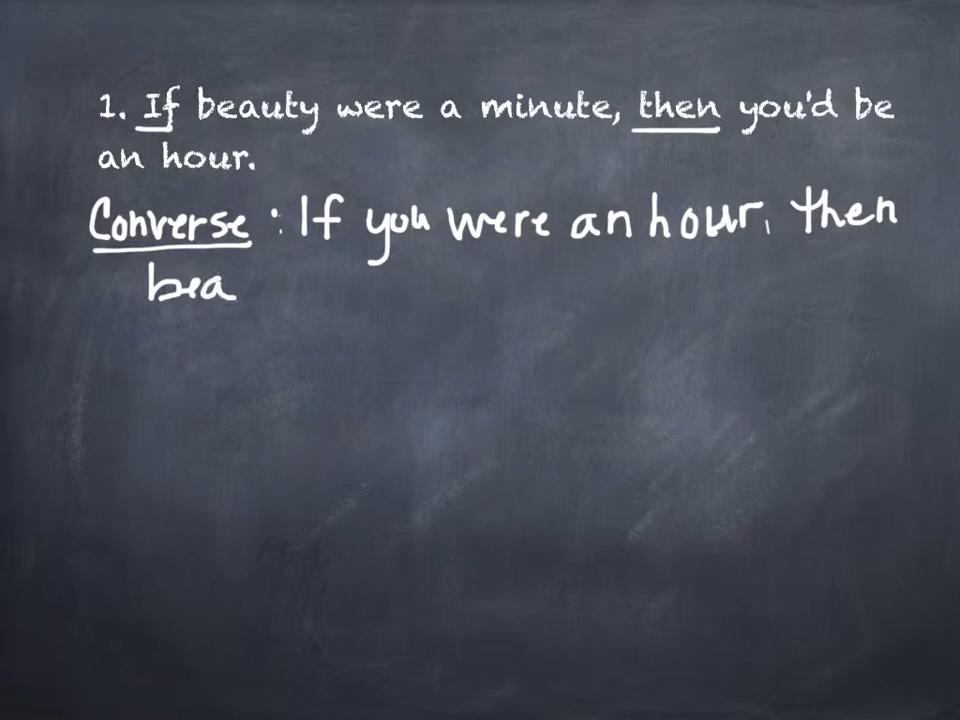 1. If beauty were a minute, then you'd be
an hour.
Converse : If you were an hour, then
bea